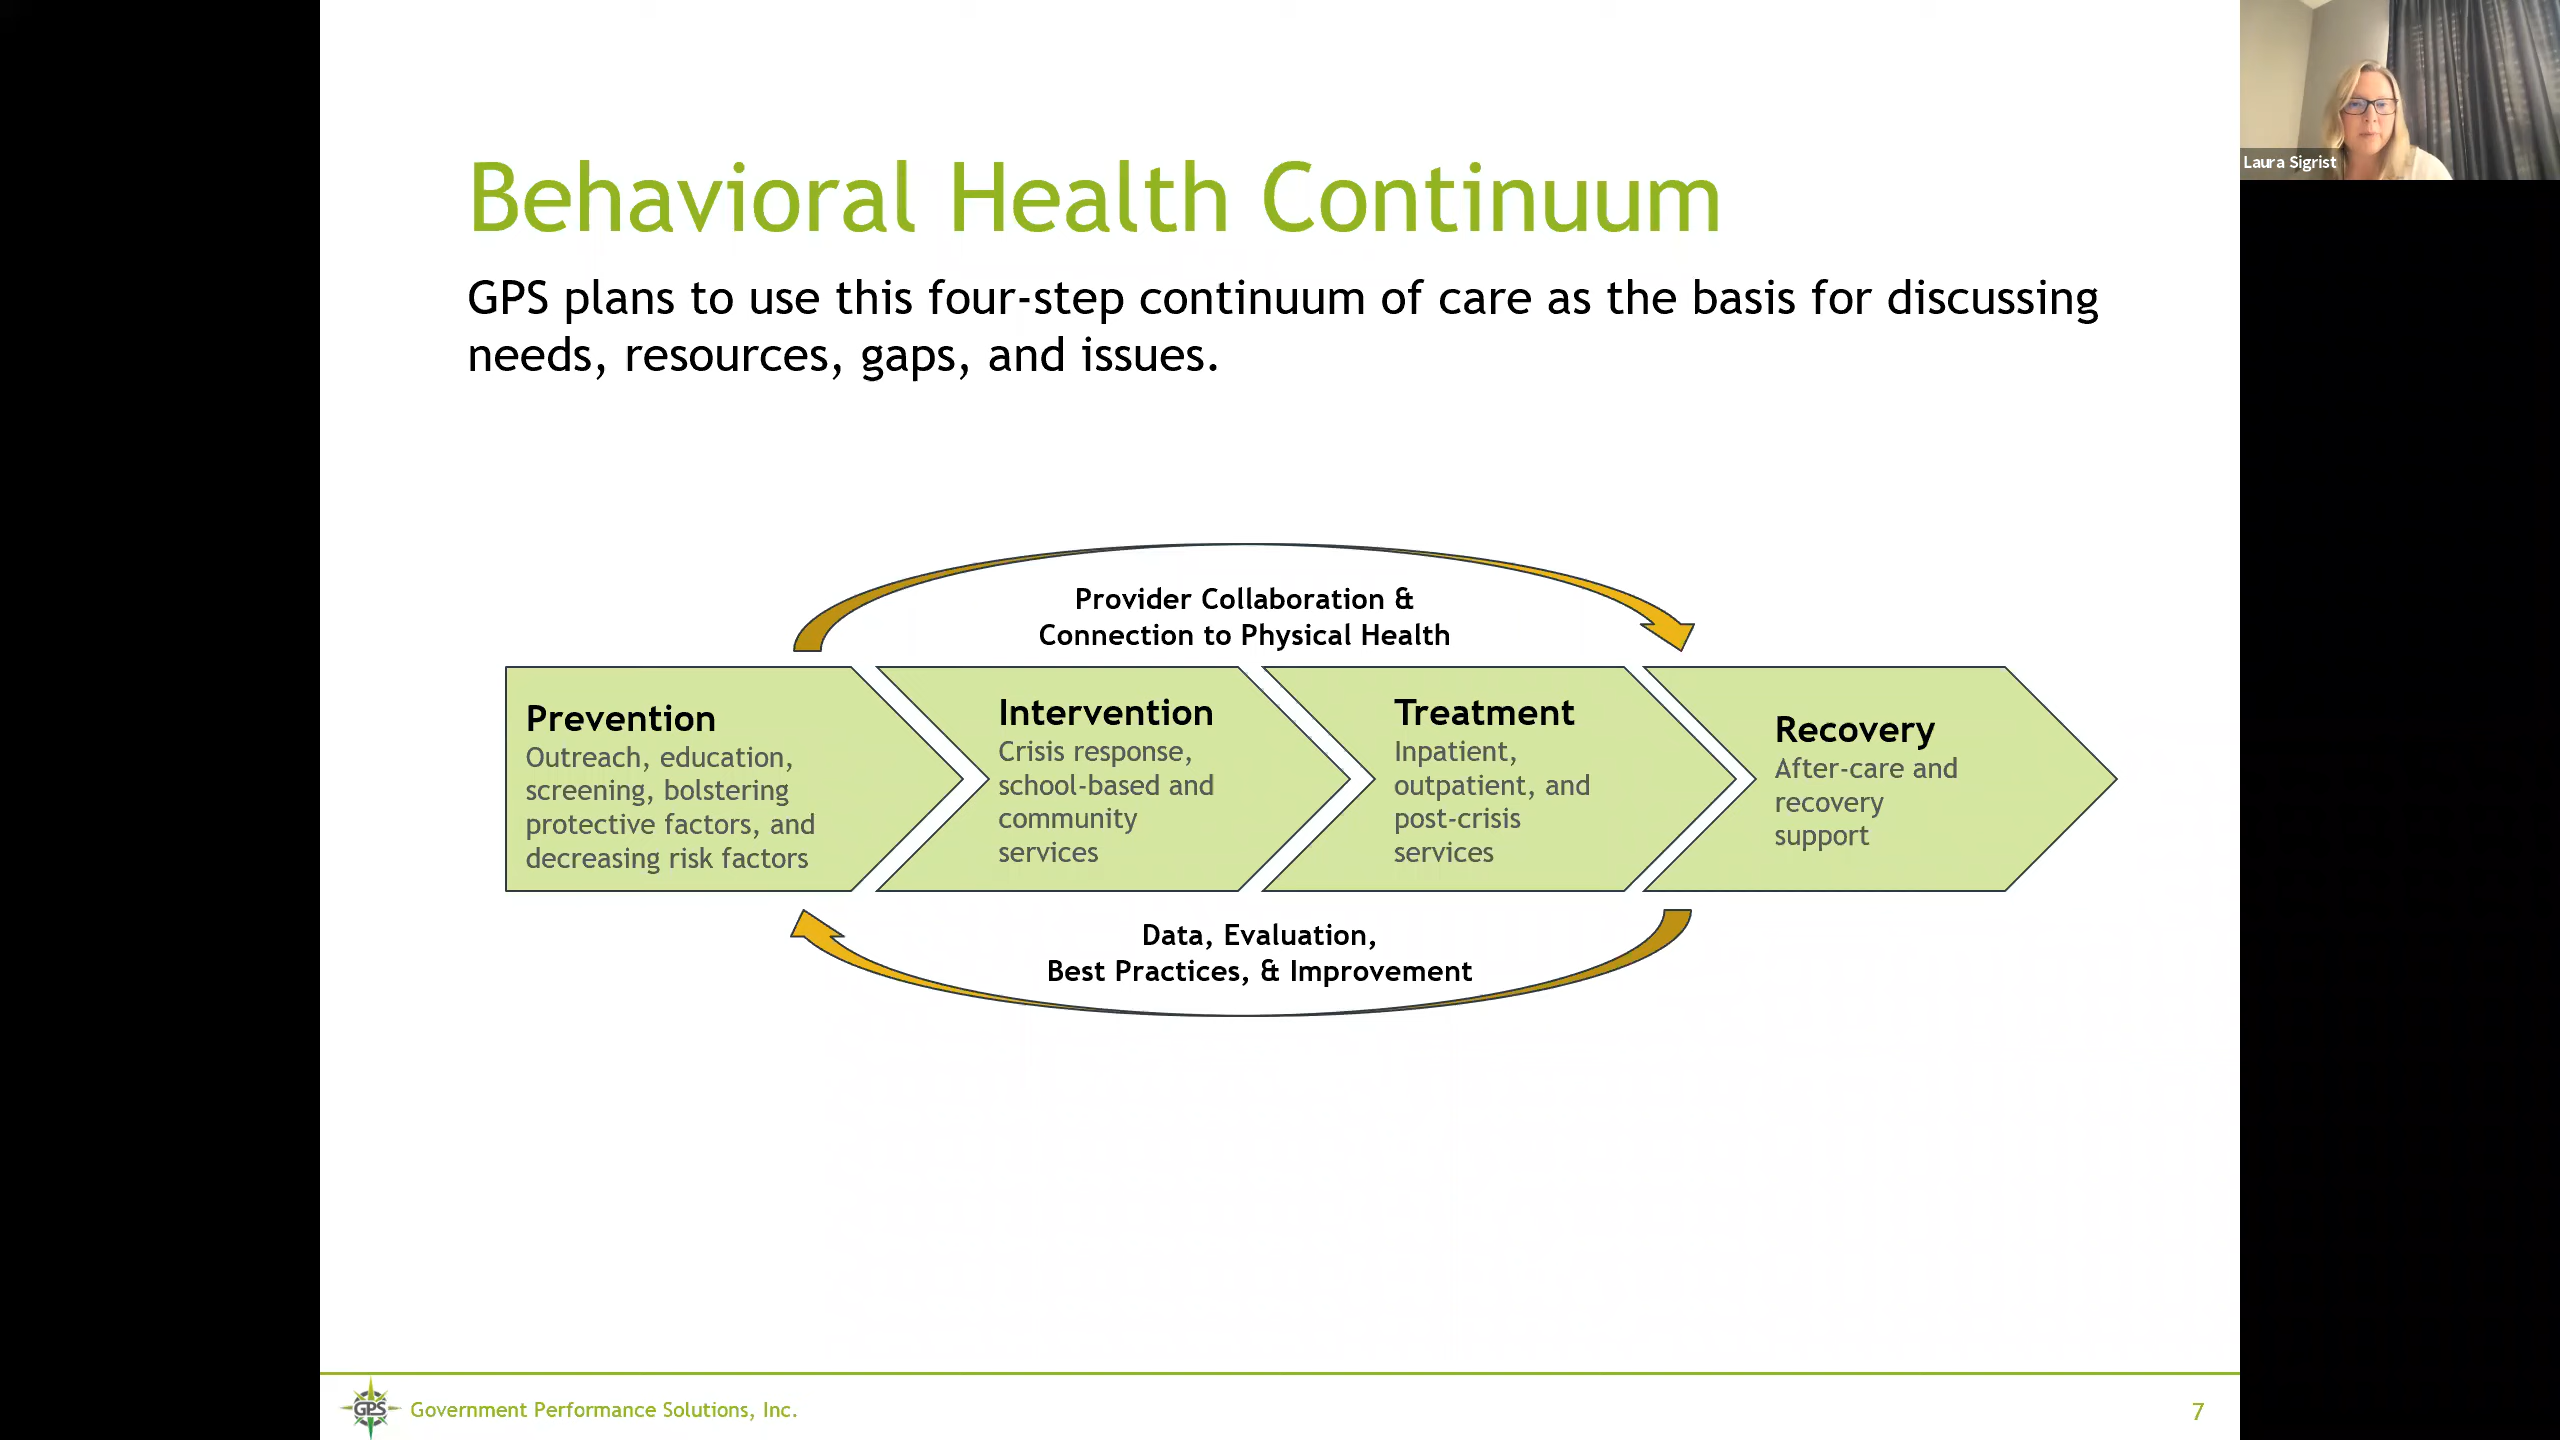 Behavioral Health Continuum
GPS plans to use this four-step continuum of care as the basis for discussing
needs, resources, gaps, and issues.
Provider Collaboration &
Connection to Physical Health
Prevention
Outreach, education,
screening, bolstering
protective factors, and
decreasing risk factors
Intervention
Crisis response,
school-based and
community
services
Treatment
Inpatient,
outpatient, and
post-crisis
services
Recovery
After-care and
recovery
support
Data, Evaluation,
Best Practices, & Improvement
GPS
Government Performance Solutions, Inc.
7
Laura Sigrist